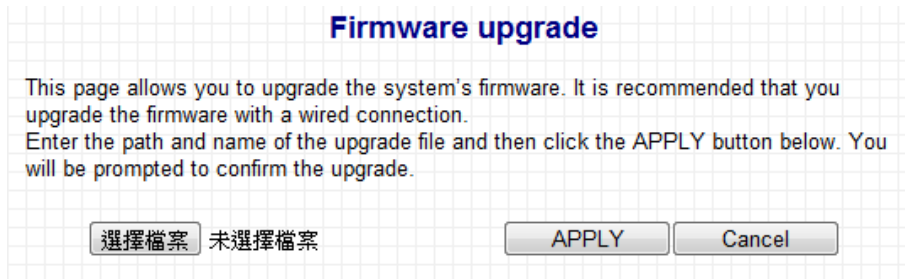 Firmware upgrade
This page allows you to upgrade the system's firmware. It is recommended that you
upgrade the firmware with a wired connection.
Enter the path and name of the upgrade file and then click the APPLY button below. You
will be prompted to confirm the upgrade.
選擇檔案 未選擇檔案 APPLY Cancel